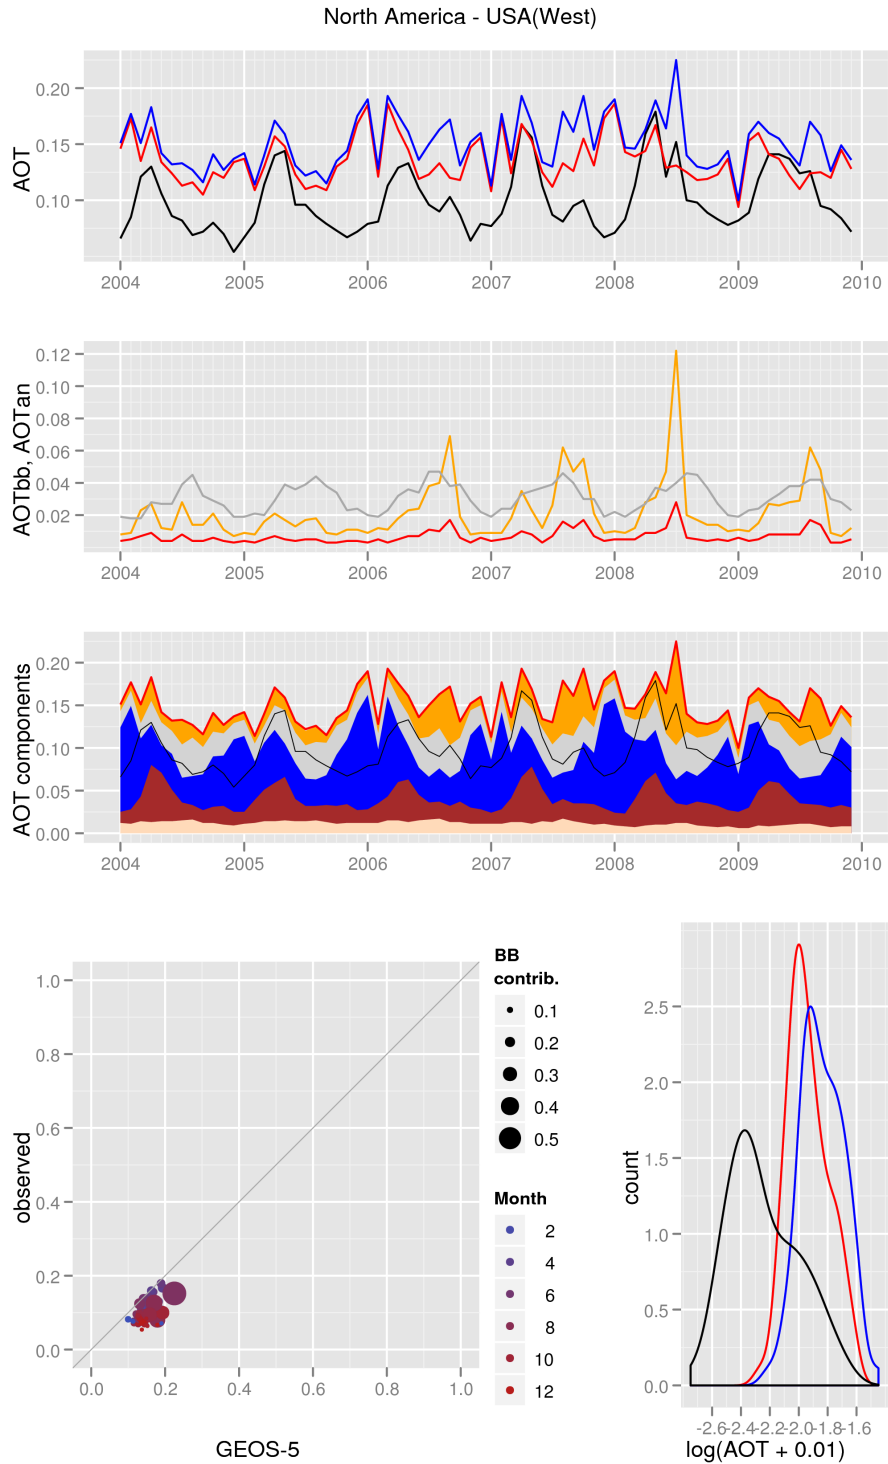 North America - USA(West)
AOT
0.20
0.15
0.10
2004 2005 2006 2007 2008 2009 2010
AOTbb, AOTan
0.12
0.10
0.08
0.06
0.04
0.02
2004 2005 2006 2007 2008 2009 2010
AOT components
0.20
0.15
0.10
0.05
0.00
2004 2005 2006 2007 2008 2009 2010
observed
1.0
0.8
0.6
0.4
0.2
0.0
0.0 0.2 0.4 0.6 0.8 1.0
GEOS-5
BB
contrib.
0.1
0.2
0.3
0.4
0.5
Month
2
4
6
8
10
12
count
2.5
2.0
1.5
1.0
0.5
0.0
-2.6 -2.4 -2.2 -2.0 -1.8 -1.6
log(AOT + 0.01)